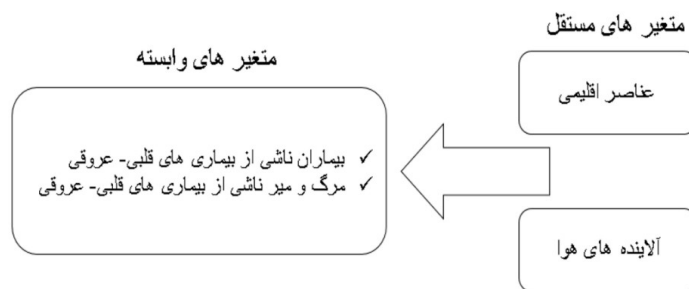 متغیر های مستقل
عناصر اقلیمی
آلاینده های هوا
متغیر های وابسته
✓ بیماران ناشی از بیماری های قلبی- عروقی
✓ مرگ و میر ناشی از بیماری های قلبی- عروقی